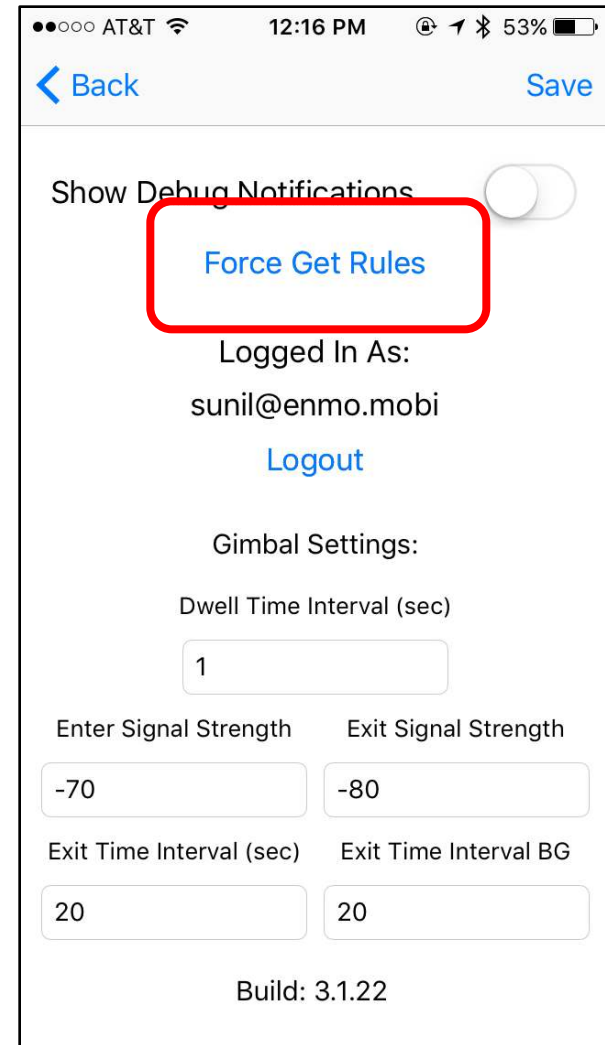 AT&T 12:16 PM 53%
Back Save
Show Debug Notifications
Force Get Rules
Logged In As:
sunil@enmo.mobi
Logout
Gimbal Settings:
Dwell Time Interval (sec)
1
Enter Signal Strength Exit Signal Strength
-70 -80
Exit Time Interval (sec) Exit Time Interval BG
20 20
Build: 3.1.22